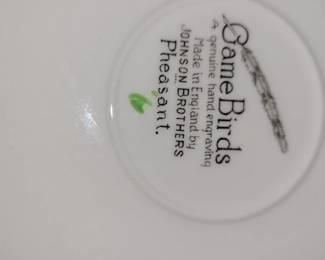 Game Birds
A genuine hand engraving
Made in England by
JOHNSON BROTHERS
Pheasant.